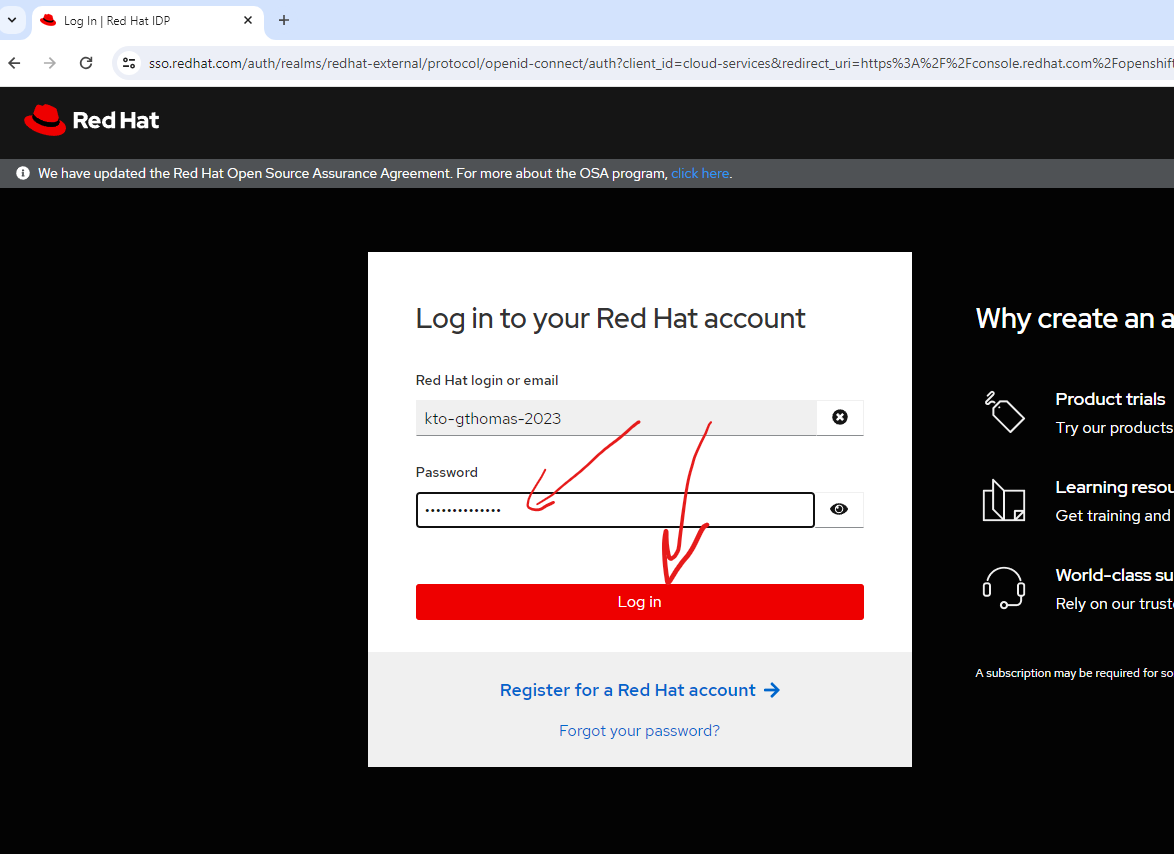 Log In | Red Hat IDP
sso.redhat.com/auth/realms/redhat-external/protocol/openid-connect/auth?client_id=cloud-services&redirect_uri=https%3A%2F%2Fconsole.redhat.com%2Fopenshift
Red Hat
We have updated the Red Hat Open Source Assurance Agreement. For more about the OSA program, click here.
Log in to your Red Hat account
Red Hat login or email
kto-gthomas-2023
Password
••••••••••••••
Log in
Register for a Red Hat account
Forgot your password?
Why create an a
Product trials
Try our products
Learning resou
Get training and
World-class su
Rely on our truste
A subscription may be required for so